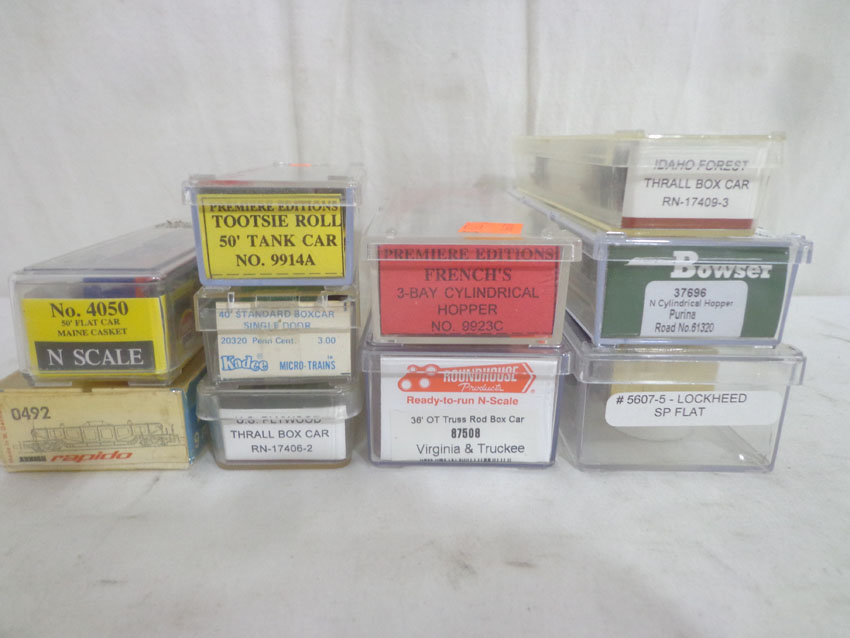 No. 4050
50' FLAT CAR
MAINE CASKET
N SCALE
0492
rapido
PREMIERE EDITIONS
TOOTSIE ROLL
50' TANK CAR
NO. 9914A
40' STANDARD BOXCAR
SINGLE DOOR
20320 Penn Cent. 3.00
Kadee MICRO-TRAINS
U.S. PLYWOOD
THRALL BOX CAR
RN-17406-2
PREMIERE EDITIONS
FRENCH'S
3-BAY CYLINDRICAL
HOPPER
NO. 9923C
ROUNDHOUSE
Products
Ready-to-run N-Scale
36' OT Truss Rod Box Car
87508
Virginia & Truckee
IDAHO FOREST
THRALL BOX CAR
RN-17409-3
Bowser
37696
N Cylindrical Hopper
Purina
Road No.61320
# 5607-5 - LOCKHEED
SP FLAT